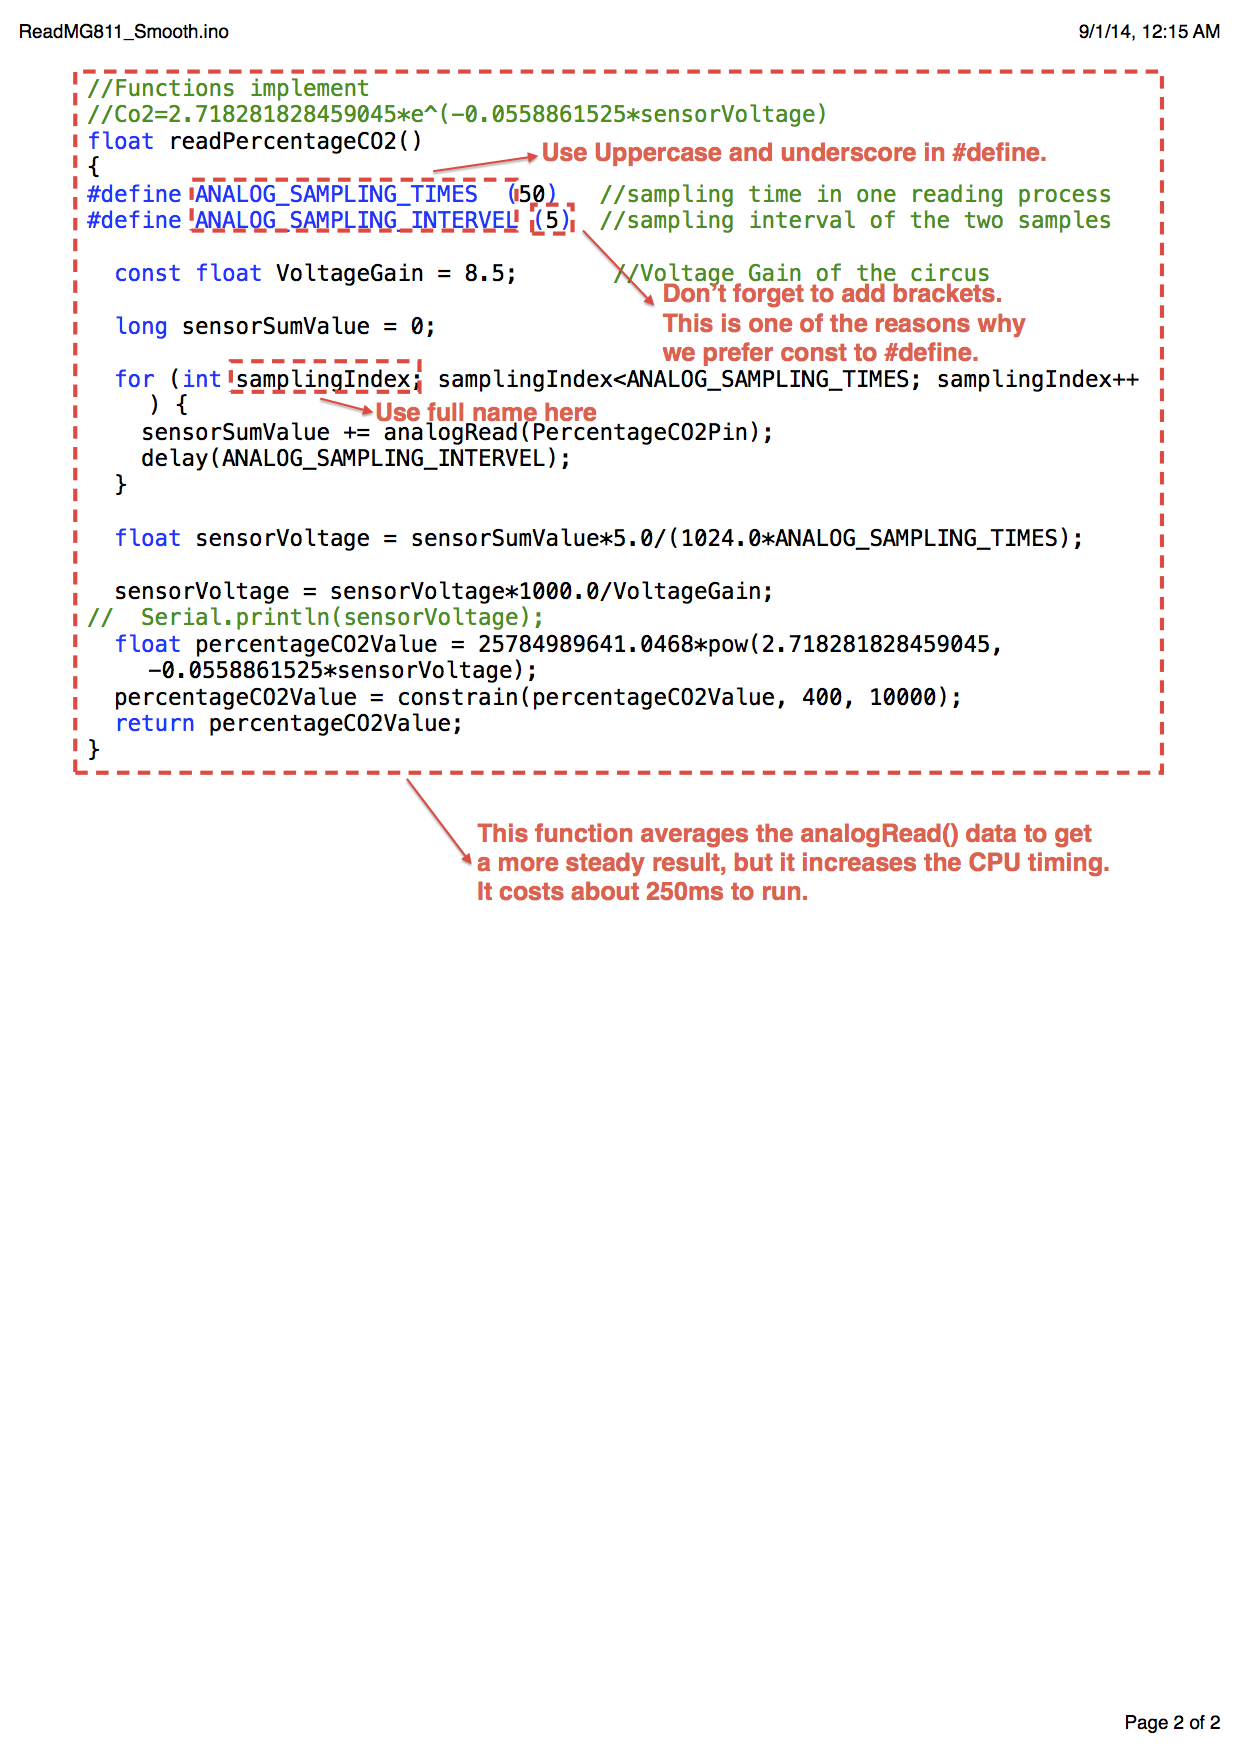 ReadMG811_Smooth.ino 9/1/14, 12:15 AM
//Functions implement
//Co2=2.718281828459045*e^(-0.0558861525*sensorVoltage)
float readPercentageCO2()
{
Use Uppercase and underscore in #define.
#define ANALOG_SAMPLING_TIMES  (50)   //sampling time in one reading process
#define ANALOG_SAMPLING_INTERVEL (5)  //sampling interval of the two samples
  const float VoltageGain = 8.5;       //Voltage Gain of the circus
Don't forget to add brackets.
This is one of the reasons why
we prefer const to #define.
  long sensorSumValue = 0;
  for (int samplingIndex; samplingIndex<ANALOG_SAMPLING_TIMES; samplingIndex++
) {
Use full name here
    sensorSumValue += analogRead(PercentageCO2Pin);
    delay(ANALOG_SAMPLING_INTERVEL);
  }
  float sensorVoltage = sensorSumValue*5.0/(1024.0*ANALOG_SAMPLING_TIMES);
  sensorVoltage = sensorVoltage*1000.0/VoltageGain;
//  Serial.println(sensorVoltage);
  float percentageCO2Value = 25784989641.0468*pow(2.718281828459045,
-0.0558861525*sensorVoltage);
  percentageCO2Value = constrain(percentageCO2Value, 400, 10000);
  return percentageCO2Value;
}
This function averages the analogRead() data to get
a more steady result, but it increases the CPU timing.
It costs about 250ms to run.
Page 2 of 2